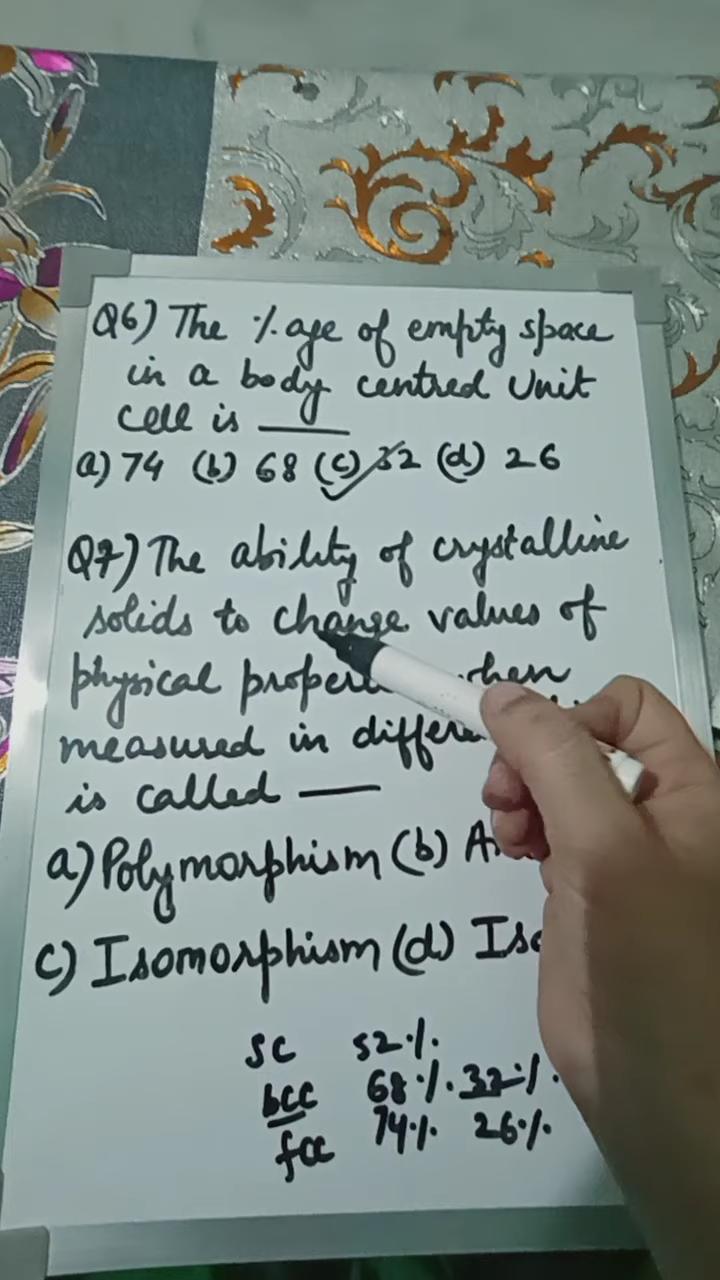 Q6) The %age of empty space
in a body centred Unit
cell is ____
a) 74 (b) 68 (c) 32 (d) 26
Q7) The ability of crystalline
solids to change values of
physical when
measured in
is called __
a) Polymorphism (b)
c) Isomorphism (d)
SC 52%.
bcc 68%. 32%.
fcc 74%. 26%.